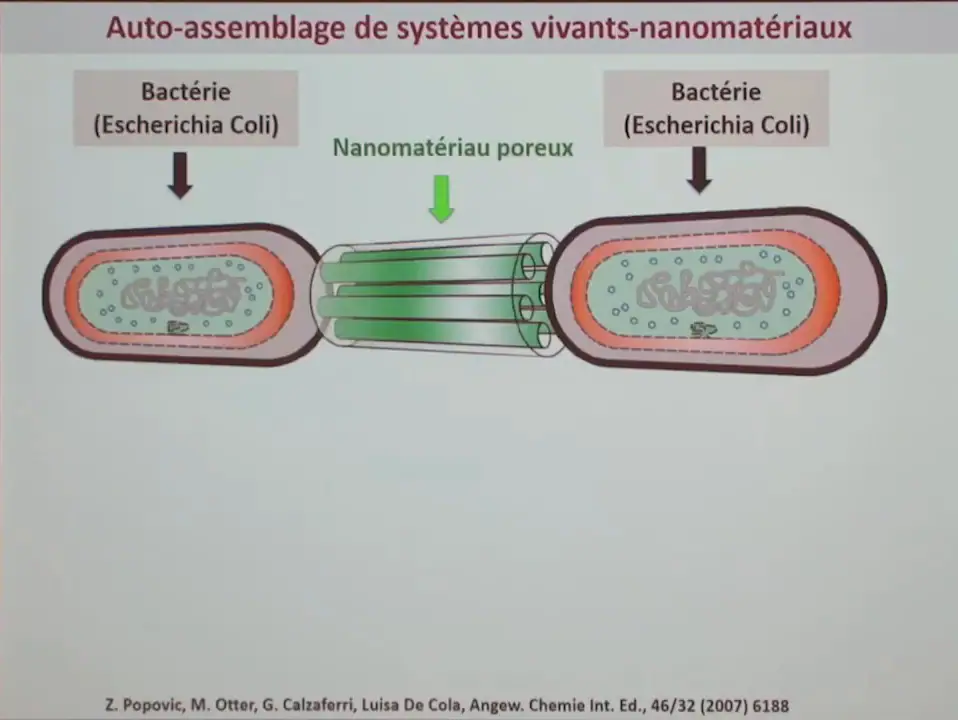 Auto-assemblage de systèmes vivants-nanomatériaux
Bactérie
(Escherichia Coli)
Nanomatériau poreux
Bactérie
(Escherichia Coli)
Z. Popovic, M. Otter, G. Calzaferri, Luisa De Cola, Angew. Chemie Int. Ed., 46/32 (2007) 6188